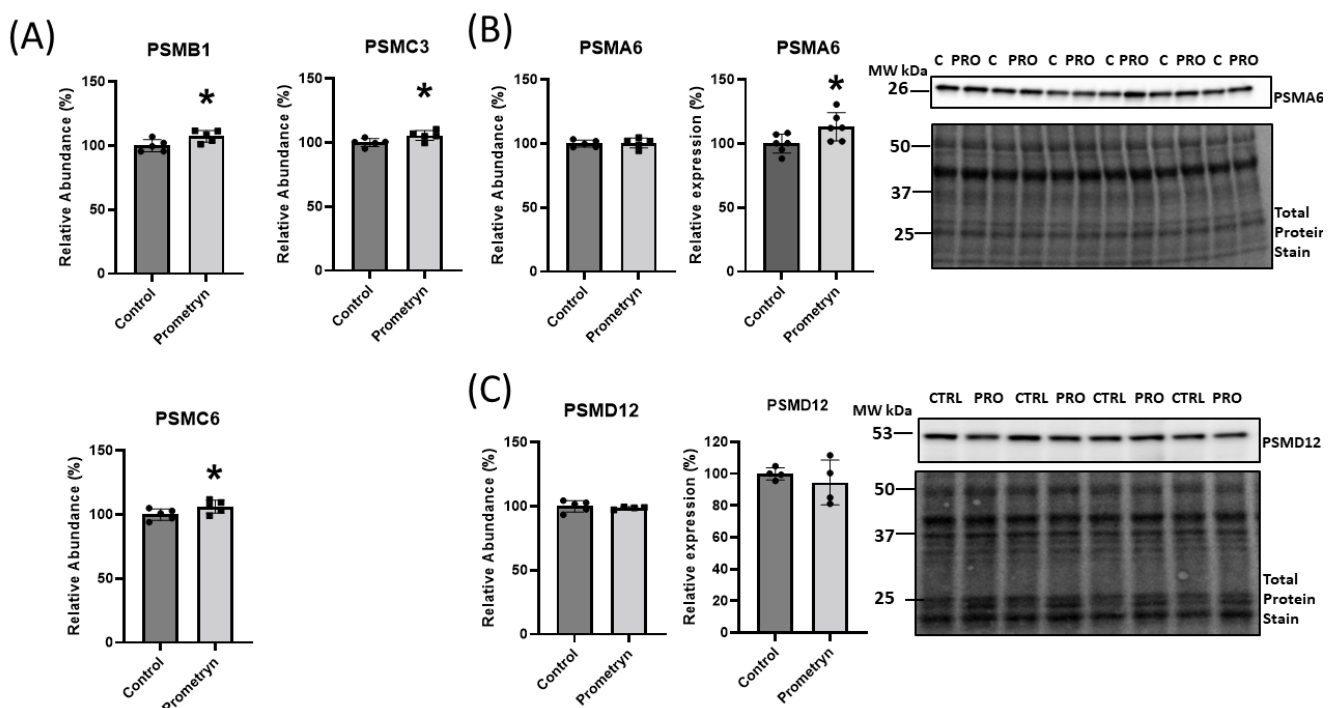 (A)
PSMB1
Relative Abundance (%)
150
100
50
0
Control
Prometryn
*
PSMC3
Relative Abundance (%)
150
100
50
0
Control
Prometryn
*
PSMC6
Relative Abundance (%)
150
100
50
0
Control
Prometryn
*
(B)
PSMA6
Relative Abundance (%)
150
100
50
0
Control
Prometryn
PSMA6
Relative expression (%)
150
100
50
0
Control
Prometryn
*
C PRO C PRO C PRO C PRO C PRO C PRO
MW kDa
26
PSMA6
50
37
25
Total
Protein
Stain
(C)
PSMD12
Relative Abundance (%)
150
100
50
0
Control
Prometryn
PSMD12
Relative expression (%)
120
100
80
60
40
20
0
Control
Prometryn
CTRL PRO CTRL PRO CTRL PRO CTRL PRO
MW kDa
53
PSMD12
50
37
25
Total
Protein
Stain